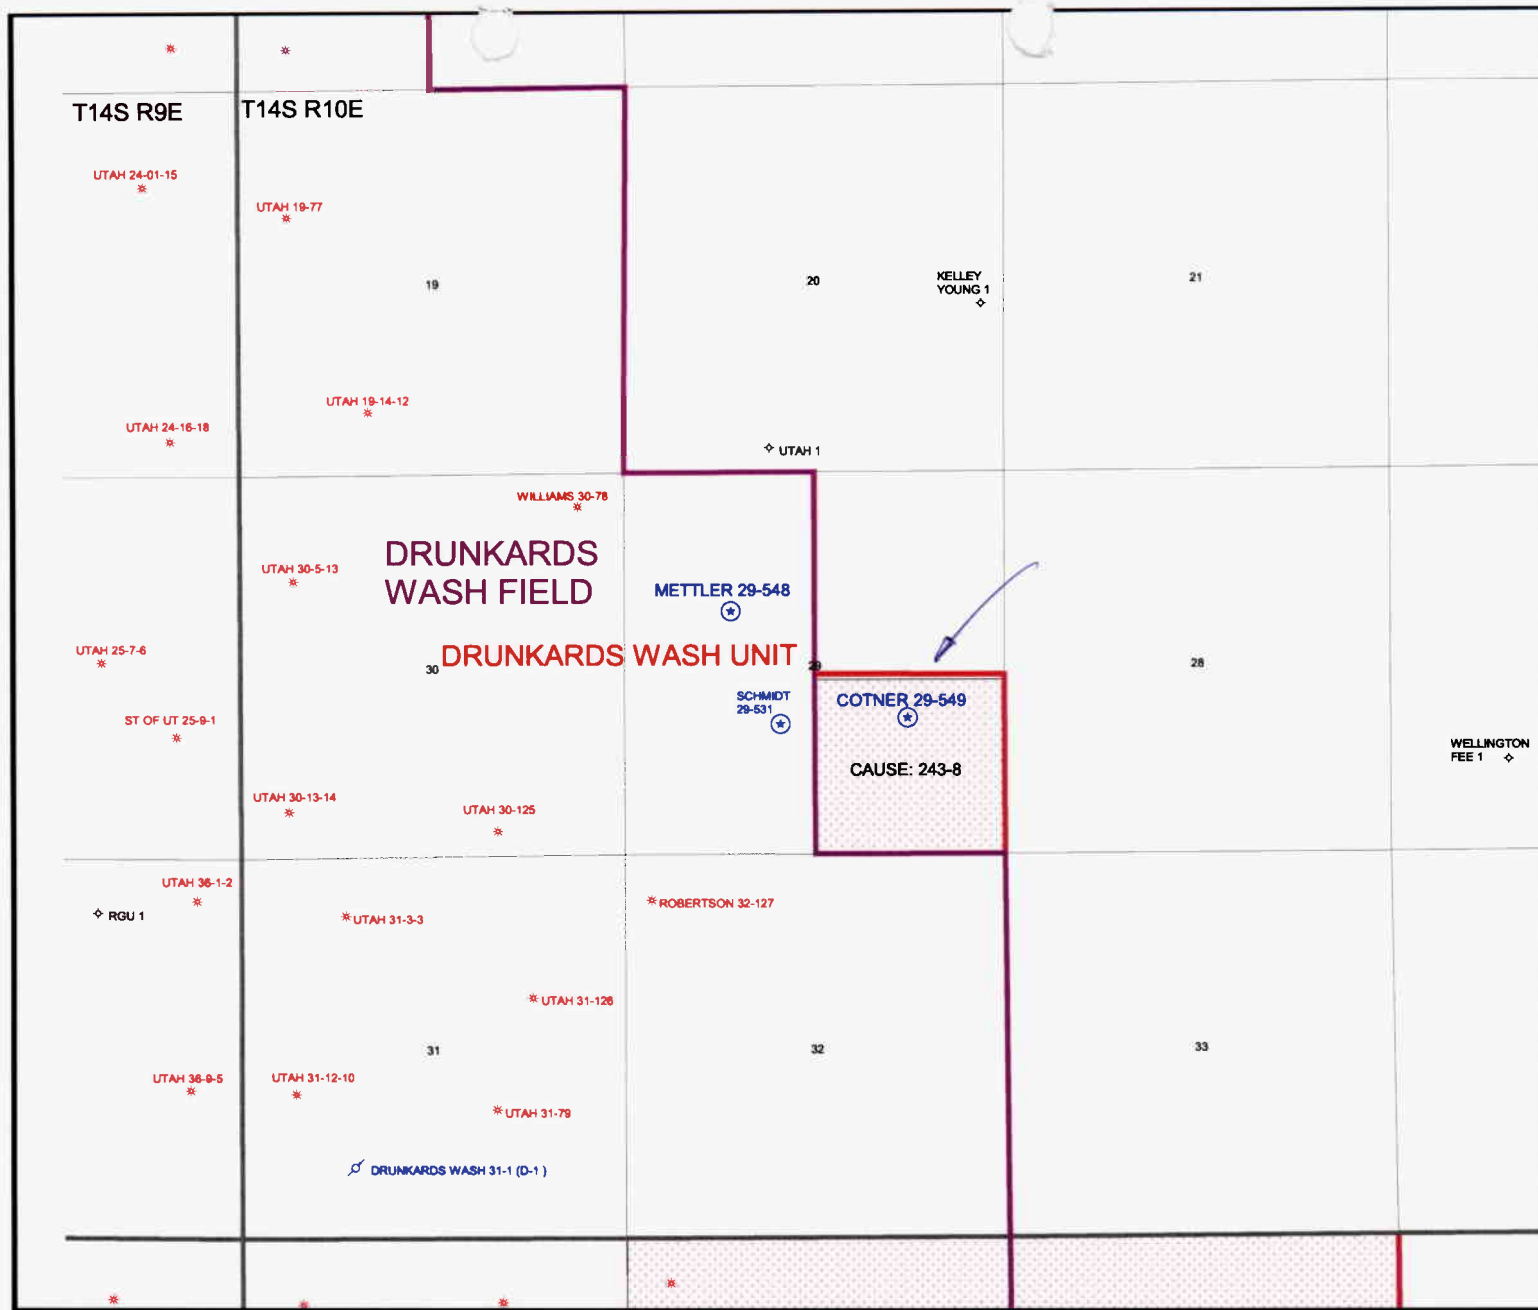 T14S R9E
T14S R10E
UTAH 24-01-15
UTAH 19-77
19
20
KELLEY
YOUNG 1
21
UTAH 19-14-12
UTAH 24-16-18
UTAH 1
WILLIAMS 30-78
DRUNKARDS
WASH FIELD
UTAH 30-5-13
METTLER 29-548
UTAH 25-7-6
30
DRUNKARDS WASH UNIT
29
28
SCHMIDT
29-531
COTNER 29-549
ST OF UT 25-9-1
WELLINGTON
FEE 1
CAUSE: 243-8
UTAH 30-13-14
UTAH 30-125
UTAH 36-1-2
RGU 1
UTAH 31-3-3
ROBERTSON 32-127
UTAH 31-126
31
32
33
UTAH 36-9-5
UTAH 31-12-10
UTAH 31-79
DRUNKARDS WASH 31-1 (D-1 )